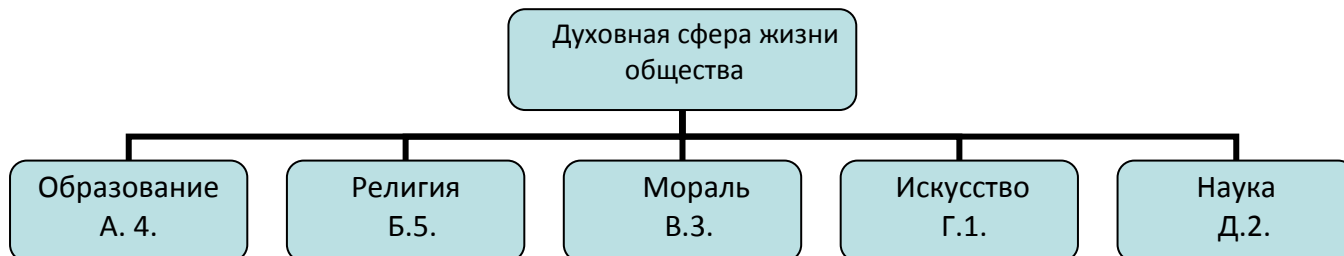 Духовная сфера жизни
общества
Образование
А. 4.
Религия
Б.5.
Мораль
В.3.
Искусство
Г.1.
Наука
Д.2.